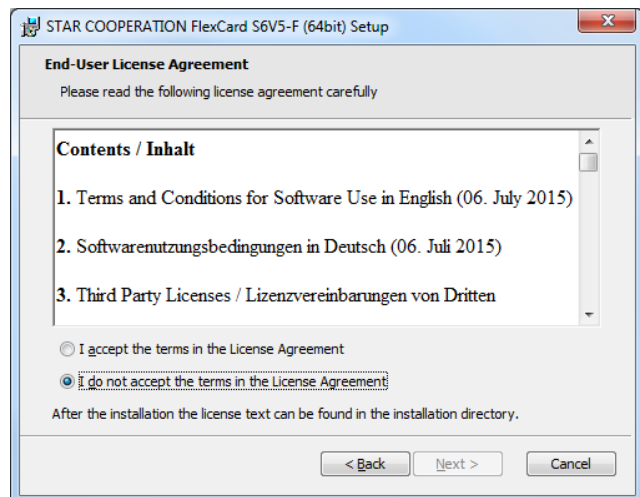 STAR COOPERATION FlexCard S6V5-F (64bit) Setup
End-User License Agreement
Please read the following license agreement carefully
Contents / Inhalt
1. Terms and Conditions for Software Use in English (06. July 2015)
2. Softwarenutzungsbedingungen in Deutsch (06. Juli 2015)
3. Third Party Licenses / Lizenzvereinbarungen von Dritten
I accept the terms in the License Agreement
I do not accept the terms in the License Agreement
After the installation the license text can be found in the installation directory.
< Back Next > Cancel